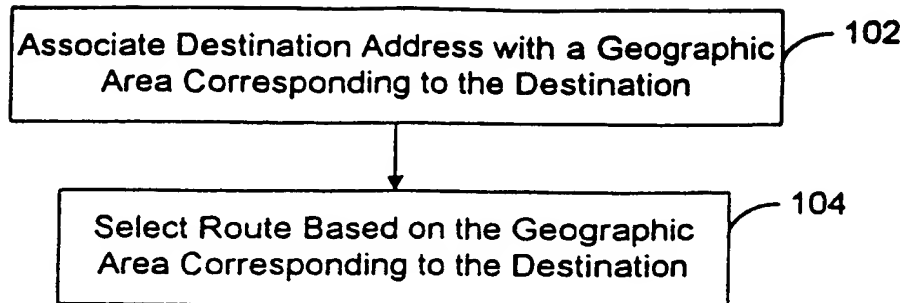 Associate Destination Address with a Geographic
Area Corresponding to the Destination
102
Select Route Based on the Geographic
Area Corresponding to the Destination
104